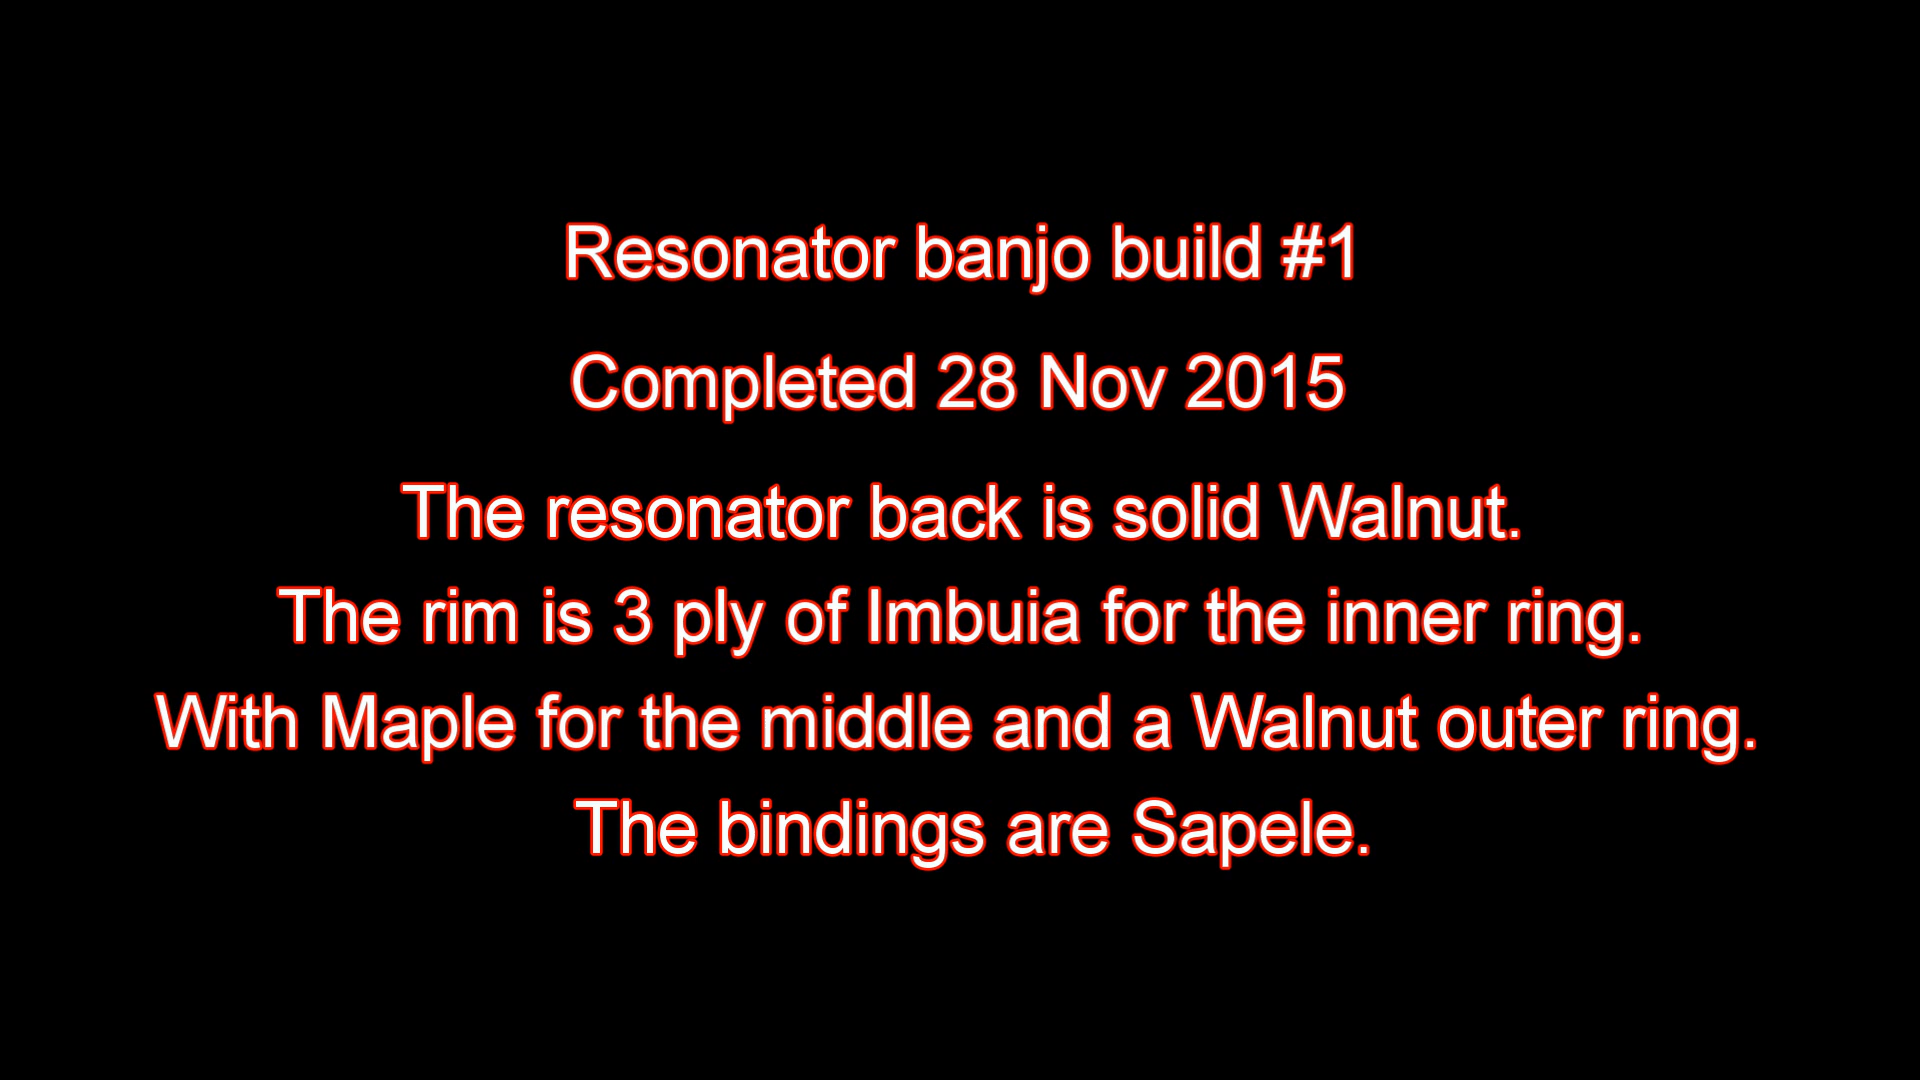 Resonator banjo build #1
Completed 28 Nov 2015
The resonator back is solid Walnut.
The rim is 3 ply of Imbuia for the inner ring.
With Maple for the middle and a Walnut outer ring.
The bindings are Sapele.